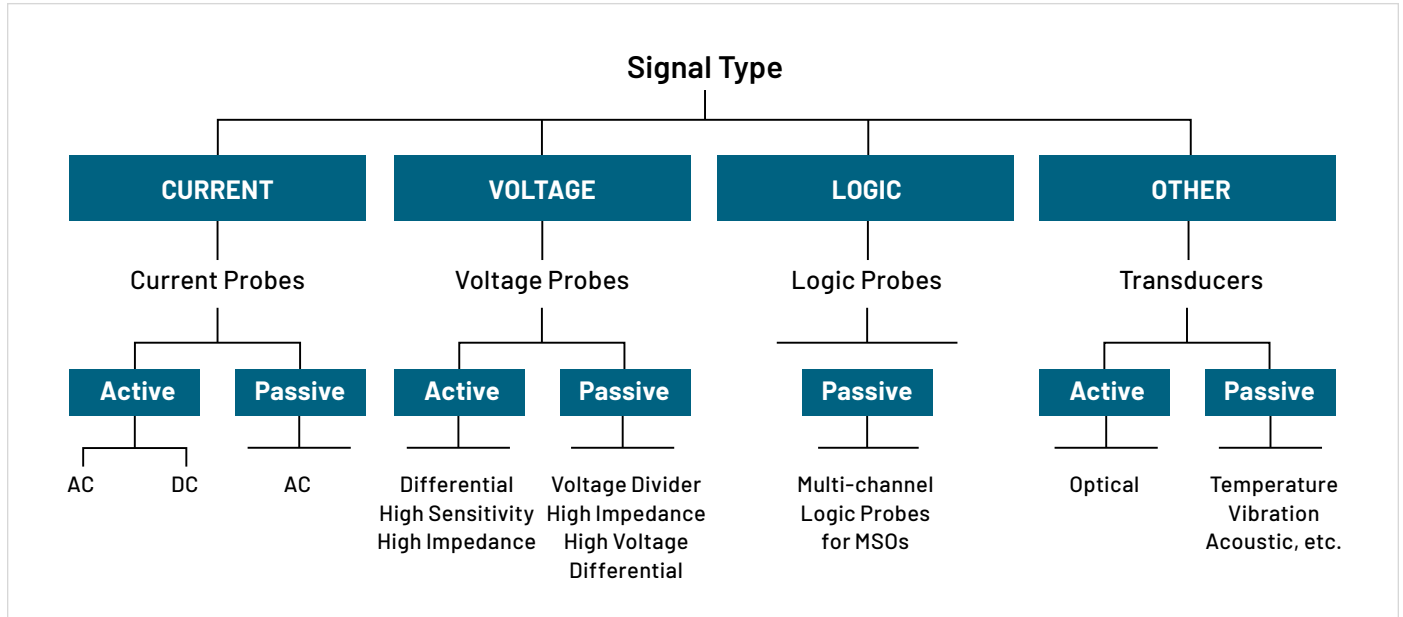 Signal Type
CURRENT
VOLTAGE
LOGIC
OTHER
Current Probes
Voltage Probes
Logic Probes
Transducers
Active
Passive
Active
Passive
Passive
Active
Passive
AC
DC
AC
Differential
High Sensitivity
High Impedance
Voltage Divider
High Impedance
High Voltage
Differential
Multi-channel
Logic Probes
for MSOs
Optical
Temperature
Vibration
Acoustic, etc.